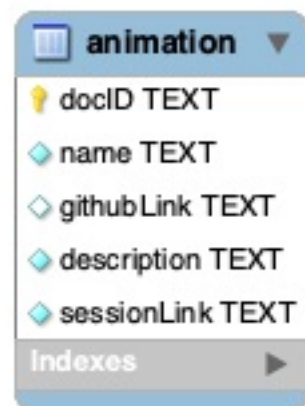 animation
docID TEXT
name TEXT
githubLink TEXT
description TEXT
sessionLink TEXT
Indexes